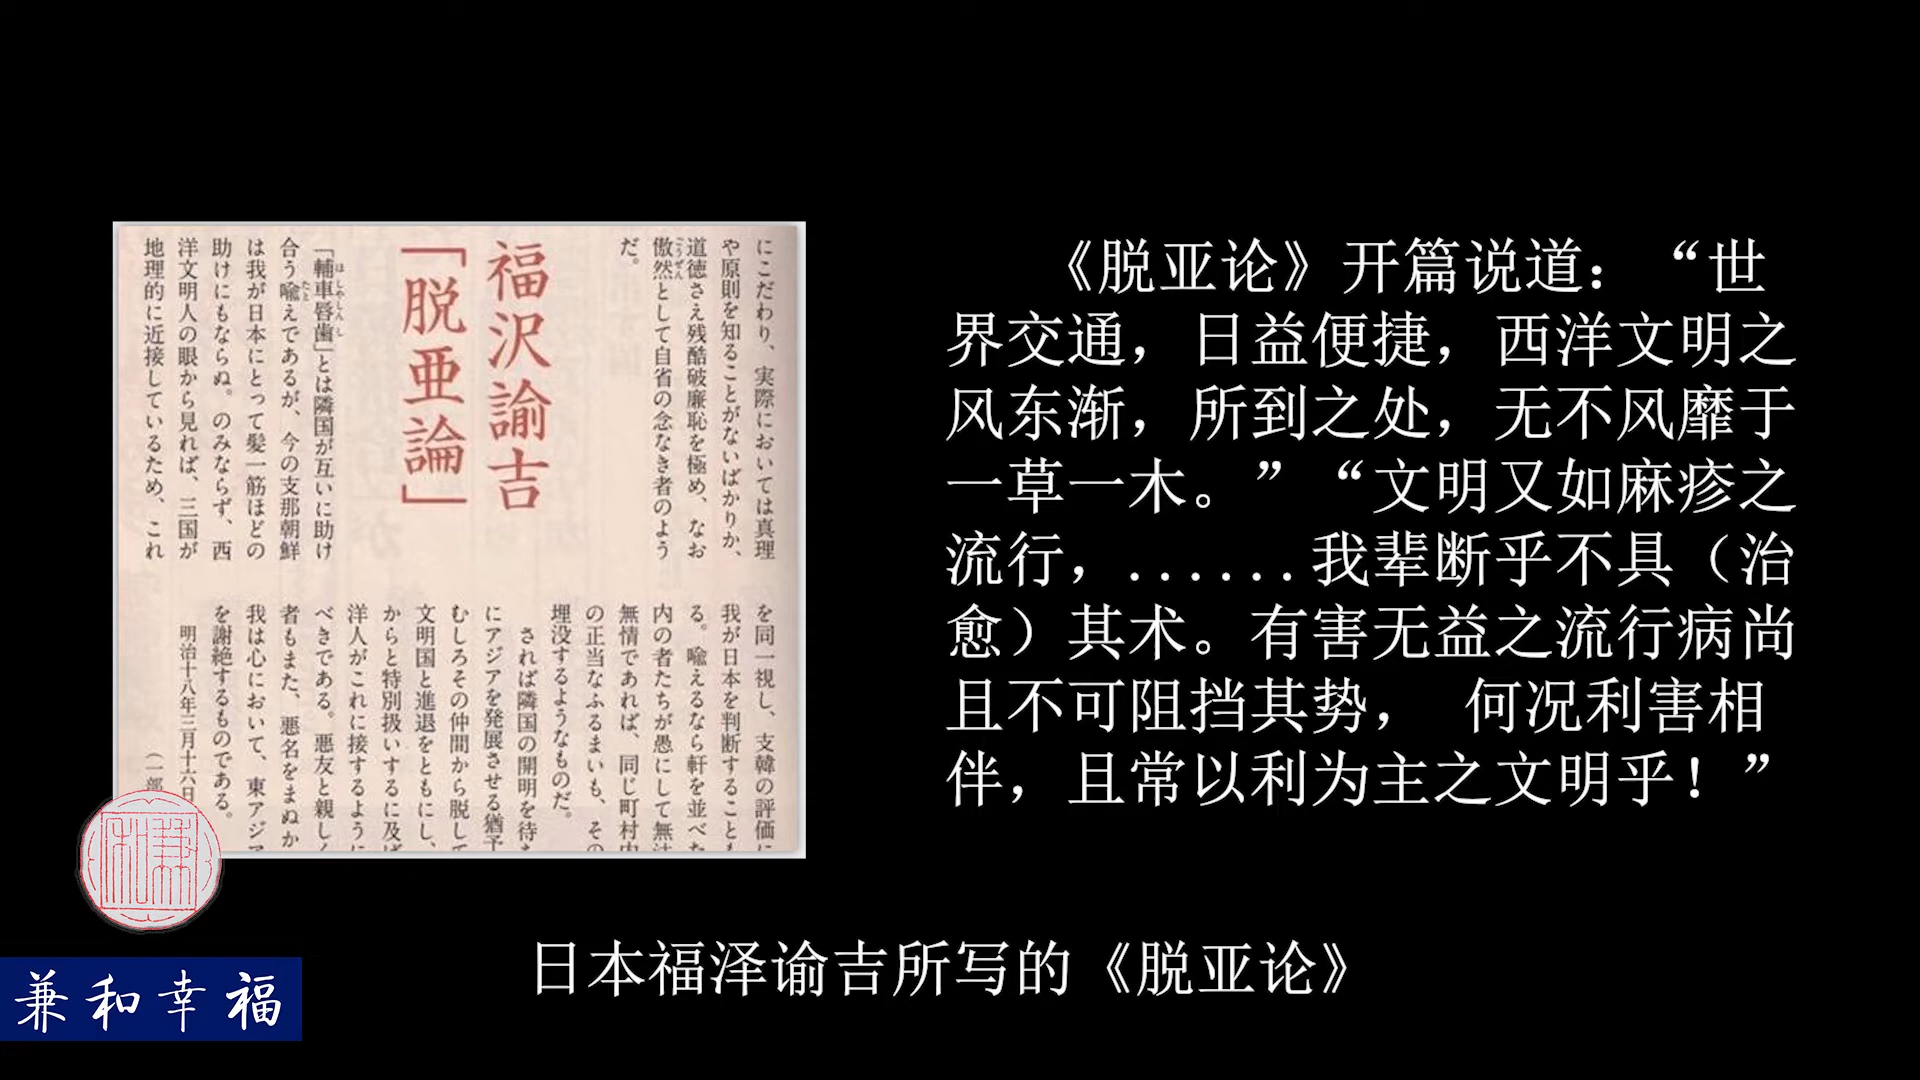 にこだわり、実際においては真理
や原則を知ることがないばかりか、
道徳さえ残酷破廉恥を極め、なお
傲然として自省の念なき者のよう
だ。
福沢諭吉
「脱亜論」
「輔車唇歯」とは隣国が互いに助け
合う喩えであるが、今の支那朝鮮
は我が日本にとって髪一筋ほどの
助けにもならぬ。のみならず、西
洋文明人の眼から見れば、三国が
地理的に近接しているため、これ
を同一視し、支韓の評価に
我が日本を判断することも
る。喩えるなら軒を並べた
内の者たちが愚にして無法
無情であれば、同じ町村内
の正当なふるまいも、その
埋没するようなものだ。
されば隣国の開明を待
にアジアを発展させる猶予
むしろその仲間から脱して
文明国と進退をともにし、
からと特別扱いするに及ば
洋人がこれに接するように
べきである。悪友と親しく
者もまた、悪名をまぬか
我は心において、東アジア
を謝絶するものである。
明治十八年三月十六日
（一部
《脱亚论》开篇说道：“世
界交通，日益便捷，西洋文明之
风东渐，所到之处，无不风靡于
一草一木。”“文明又如麻疹之
流行，......我辈断乎不具（治
愈）其术。有害无益之流行病尚
且不可阻挡其势， 何况利害相
伴，且常以利为主之文明乎！”
日本福泽谕吉所写的《脱亚论》
兼和幸福